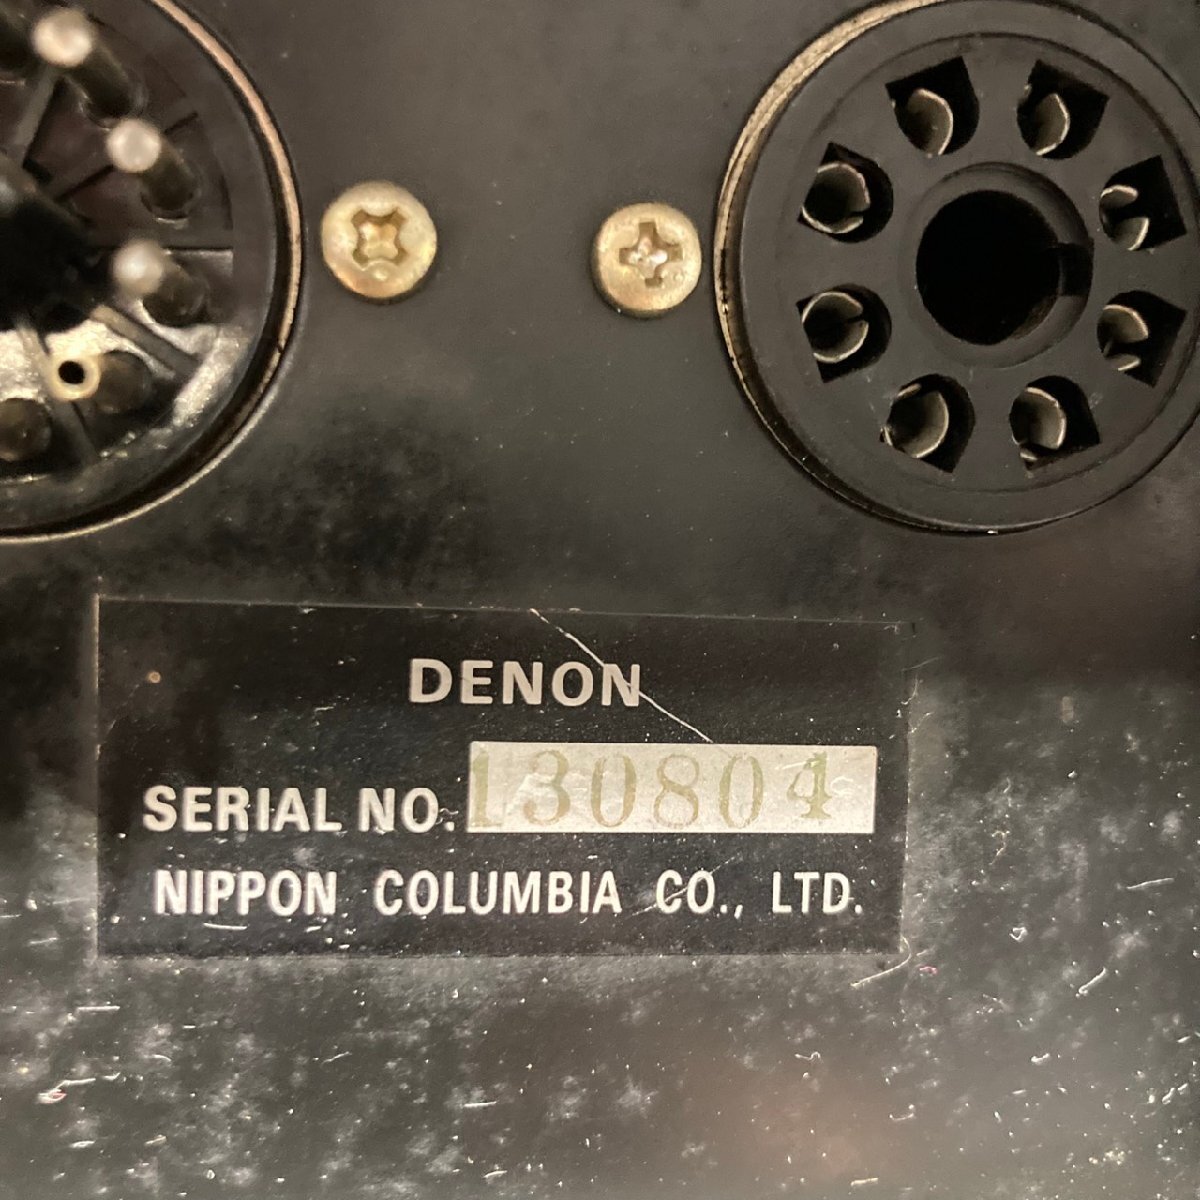 DENON
SERIAL NO. 130804
NIPPON COLUMBIA CO., LTD.